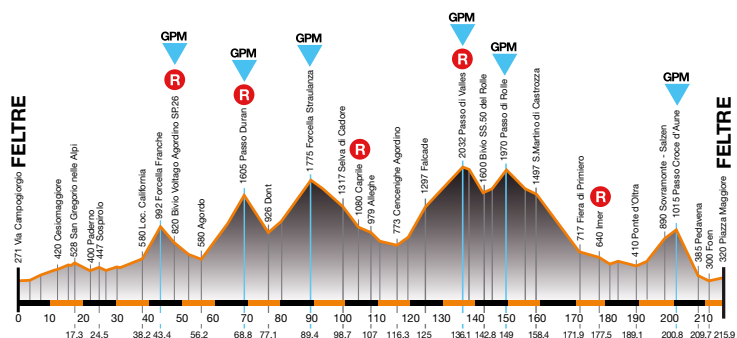 GPM
GPM
GPM
GPM
GPM
GPM
R
R
R
R
R
FELTRE
271 Via Campogiorgio
420 Cesiomaggiore
528 San Gregorio nelle Alpi
400 Paderno
447 Sospirolo
580 Loc. California
992 Forcella Franche
820 Bivio Voltago Agordino SP.26
580 Agordo
1605 Passo Duran
926 Dont
1775 Forcella Straulanza
1317 Selva di Cadore
1080 Caprile
979 Alleghe
773 Cencenighe Agordino
1297 Falcade
2032 Passo di Valles
1600 Bivio SS.50 del Rolle
1970 Passo di Rolle
1497 S.Martino di Castrozza
717 Fiera di Primiero
640 Imer
410 Ponte d'Oltra
890 Sovramonte - Salzen
1015 Passo Croce d'Aune
385 Pedavena
300 Foen
320 Piazza Maggiore
FELTRE
0 10 20 30 40 50 60 70 80 90 100 110 120 130 140 150 160 170 180 190 200 210
17.3 24.5 38.2 43.4 56.2 68.8 77.1 89.4 98.7 107 116.3 125 136.1 142.8 149 158.4 171.9 177.5 189.1 200.8 209.7 215.9